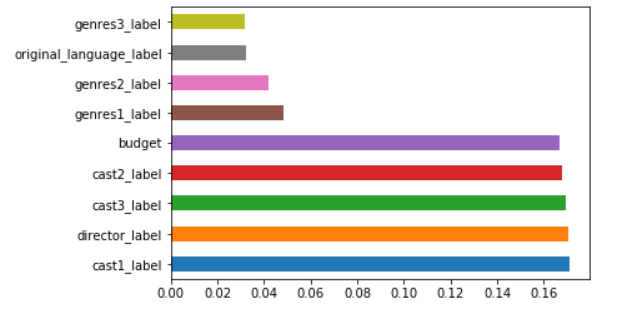 genres3_label
original_language_label
genres2_label
genres1_label
budget
cast2_label
cast3_label
director_label
cast1_label
0.00 0.02 0.04 0.06 0.08 0.10 0.12 0.14 0.16